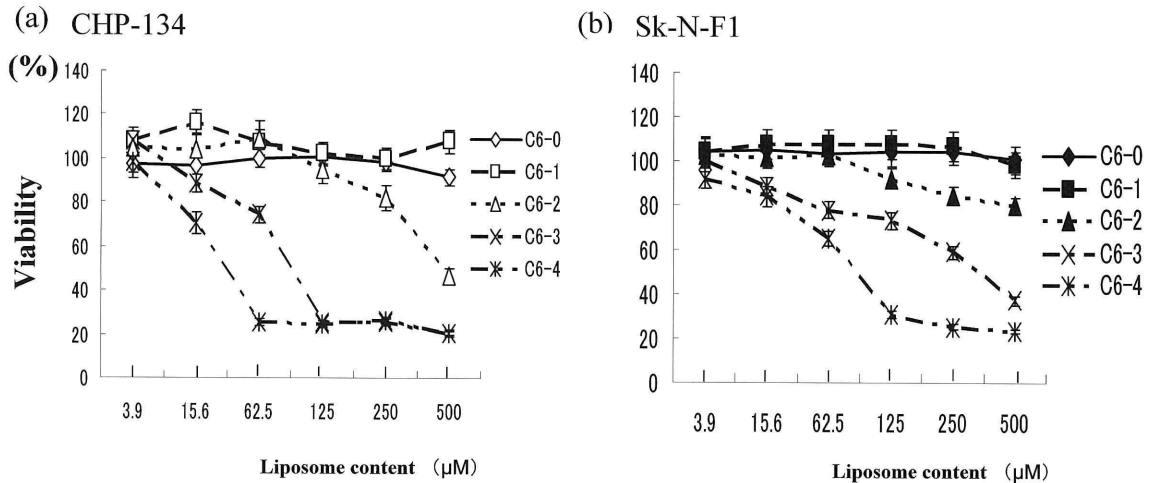 (a) CHP-134
(%)
Viability
140
120
100
80
60
40
20
0
3.9 15.6 62.5 125 250 500
Liposome content (μM)
C6-0
C6-1
C6-2
C6-3
C6-4
(b) Sk-N-F1
140
120
100
80
60
40
20
0
3.9 15.6 62.5 125 250 500
Liposome content (μM)
C6-0
C6-1
C6-2
C6-3
C6-4